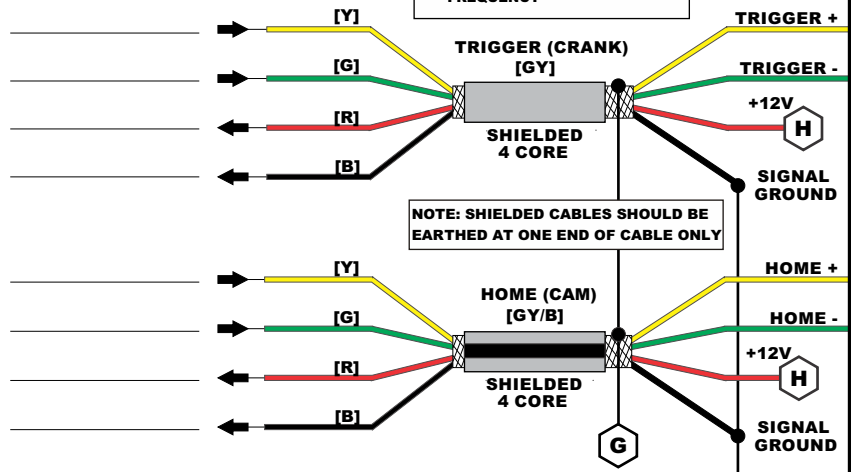 FREQUENCY
[Y]
TRIGGER (CRANK)
[GY]
TRIGGER +
[G]
TRIGGER -
[R]
+12V
H
SHIELDED
4 CORE
[B]
SIGNAL
GROUND
NOTE: SHIELDED CABLES SHOULD BE
EARTHED AT ONE END OF CABLE ONLY
[Y]
HOME (CAM)
[GY/B]
HOME +
[G]
HOME -
[R]
+12V
H
SHIELDED
4 CORE
[B]
SIGNAL
GROUND
G